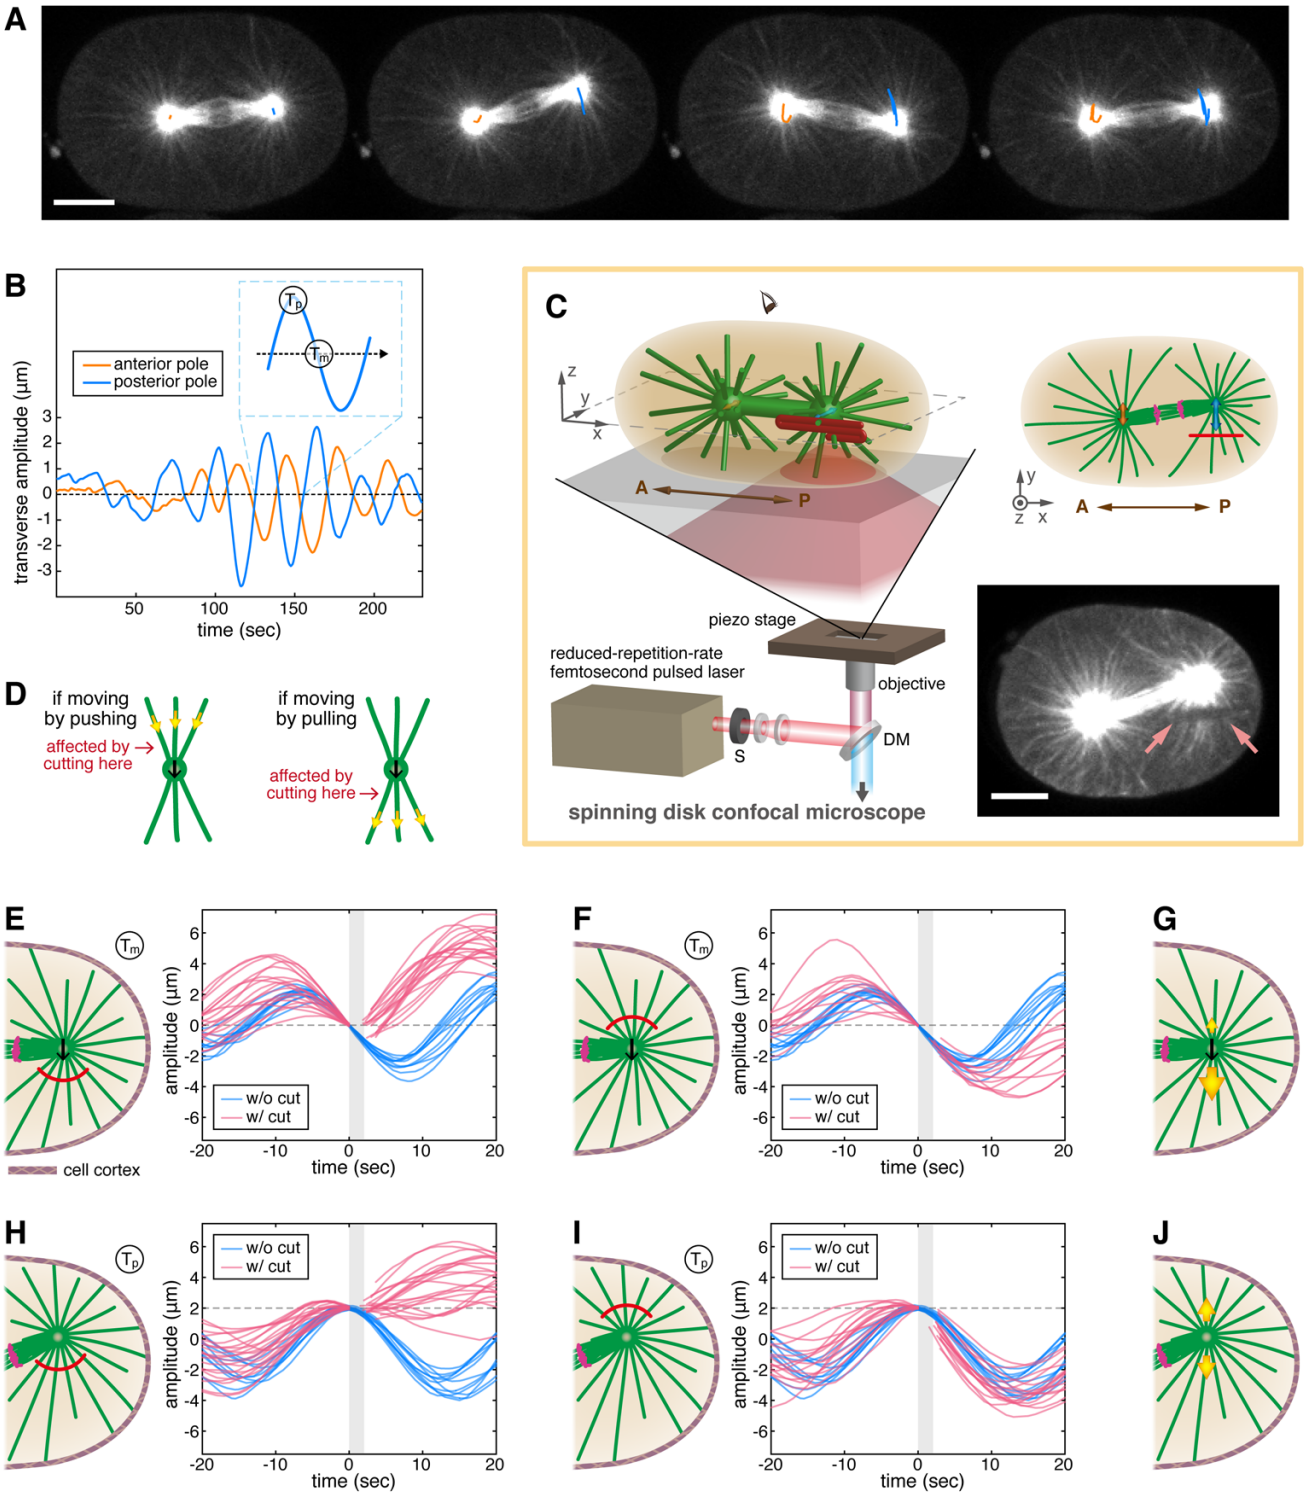 A
B
transverse amplitude (μm)
3
2
1
0
-1
-2
-3
50
100
150
200
time (sec)
anterior pole
posterior pole
Tp
Tm
C
z
y
x
A
P
y
z
x
A
P
piezo stage
reduced-repetition-rate
femtosecond pulsed laser
objective
S
DM
spinning disk confocal microscope
D
if moving
by pushing
affected by
cutting here
if moving
by pulling
affected by
cutting here
E
Tm
cell cortex
amplitude (μm)
6
4
2
0
-2
-4
-6
w/o cut
w/ cut
-20
-10
0
10
20
time (sec)
F
Tm
amplitude (μm)
6
4
2
0
-2
-4
-6
w/o cut
w/ cut
-20
-10
0
10
20
time (sec)
G
H
Tp
amplitude (μm)
6
4
2
0
-2
-4
-6
w/o cut
w/ cut
-20
-10
0
10
20
time (sec)
I
Tp
amplitude (μm)
6
4
2
0
-2
-4
-6
w/o cut
w/ cut
-20
-10
0
10
20
time (sec)
J